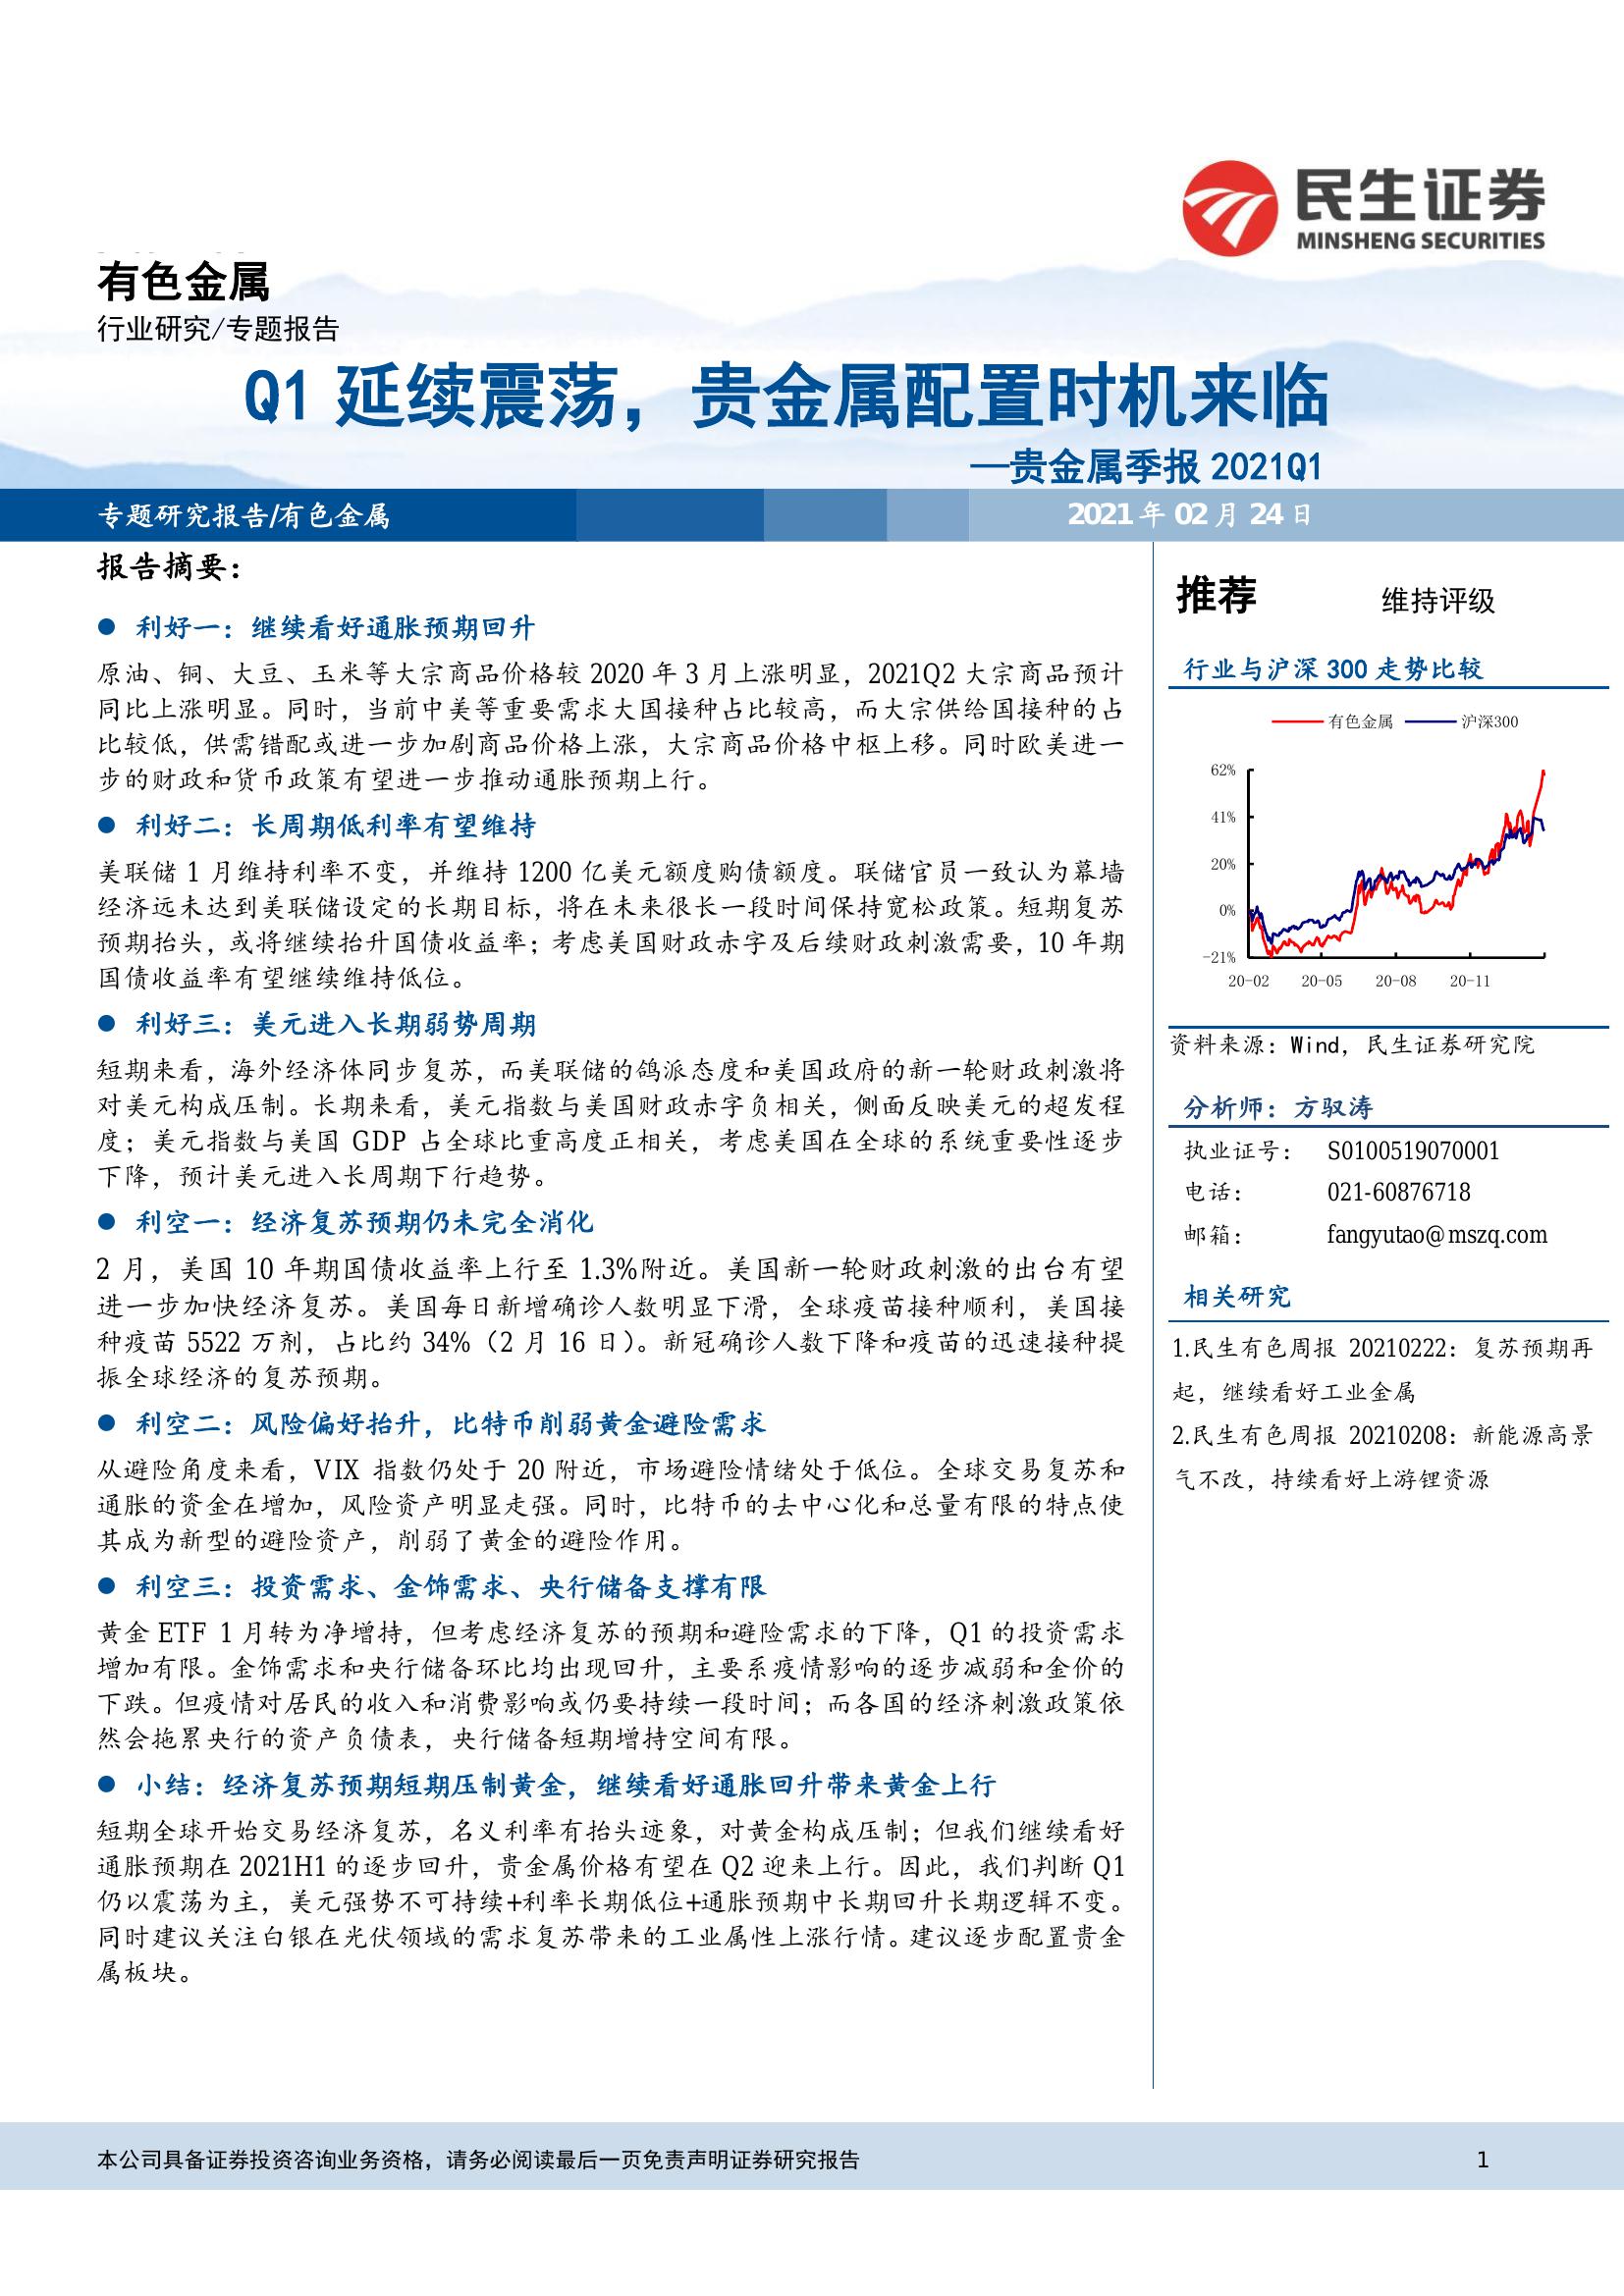 民生证券
MINSHENG SECURITIES
有色金属
行业研究/专题报告
Q1 延续震荡，贵金属配置时机来临
—贵金属季报 2021Q1
专题研究报告/有色金属
2021 年 02 月 24 日
报告摘要：
● 利好一：继续看好通胀预期回升
原油、铜、大豆、玉米等大宗商品价格较 2020 年 3 月上涨明显，2021Q2 大宗商品预计
同比上涨明显。同时，当前中美等重要需求大国接种占比较高，而大宗供给国接种的占
比较低，供需错配或进一步加剧商品价格上涨，大宗商品价格中枢上移。同时欧美进一
步的财政和货币政策有望进一步推动通胀预期上行。
● 利好二：长周期低利率有望维持
美联储 1 月维持利率不变，并维持 1200 亿美元额度购债额度。联储官员一致认为幕墙
经济远未达到美联储设定的长期目标，将在未来很长一段时间保持宽松政策。短期复苏
预期抬头，或将继续抬升国债收益率；考虑美国财政赤字及后续财政刺激需要，10 年期
国债收益率有望继续维持低位。
● 利好三：美元进入长期弱势周期
短期来看，海外经济体同步复苏，而美联储的鸽派态度和美国政府的新一轮财政刺激将
对美元构成压制。长期来看，美元指数与美国财政赤字负相关，侧面反映美元的超发程
度；美元指数与美国 GDP 占全球比重高度正相关，考虑美国在全球的系统重要性逐步
下降，预计美元进入长周期下行趋势。
● 利空一：经济复苏预期仍未完全消化
2 月，美国 10 年期国债收益率上行至 1.3%附近。美国新一轮财政刺激的出台有望
进一步加快经济复苏。美国每日新增确诊人数明显下滑，全球疫苗接种顺利，美国接
种疫苗 5522 万剂，占比约 34%（2 月 16 日）。新冠确诊人数下降和疫苗的迅速接种提
振全球经济的复苏预期。
● 利空二：风险偏好抬升，比特币削弱黄金避险需求
从避险角度来看，VIX 指数仍处于 20 附近，市场避险情绪处于低位。全球交易复苏和
通胀的资金在增加，风险资产明显走强。同时，比特币的去中心化和总量有限的特点使
其成为新型的避险资产，削弱了黄金的避险作用。
● 利空三：投资需求、金饰需求、央行储备支撑有限
黄金 ETF 1 月转为净增持，但考虑经济复苏的预期和避险需求的下降，Q1 的投资需求
增加有限。金饰需求和央行储备环比均出现回升，主要系疫情影响的逐步减弱和金价的
下跌。但疫情对居民的收入和消费影响或仍要持续一段时间；而各国的经济刺激政策依
然会拖累央行的资产负债表，央行储备短期增持空间有限。
● 小结：经济复苏预期短期压制黄金，继续看好通胀回升带来黄金上行
短期全球开始交易经济复苏，名义利率有抬头迹象，对黄金构成压制；但我们继续看好
通胀预期在 2021H1 的逐步回升，贵金属价格有望在 Q2 迎来上行。因此，我们判断 Q1
仍以震荡为主，美元强势不可持续+利率长期低位+通胀预期中长期回升长期逻辑不变。
同时建议关注白银在光伏领域的需求复苏带来的工业属性上涨行情。建议逐步配置贵金
属板块。
推荐 维持评级
行业与沪深 300 走势比较
有色金属 沪深300
62%
41%
20%
0%
-21%
20-02 20-05 20-08 20-11
资料来源：Wind，民生证券研究院
分析师：方驭涛
执业证号： S0100519070001
电话： 021-60876718
邮箱： fangyutao@mszq.com
相关研究
1.民生有色周报 20210222：复苏预期再
起，继续看好工业金属
2.民生有色周报 20210208：新能源高景
气不改，持续看好上游锂资源
本公司具备证券投资咨询业务资格，请务必阅读最后一页免责声明证券研究报告 1